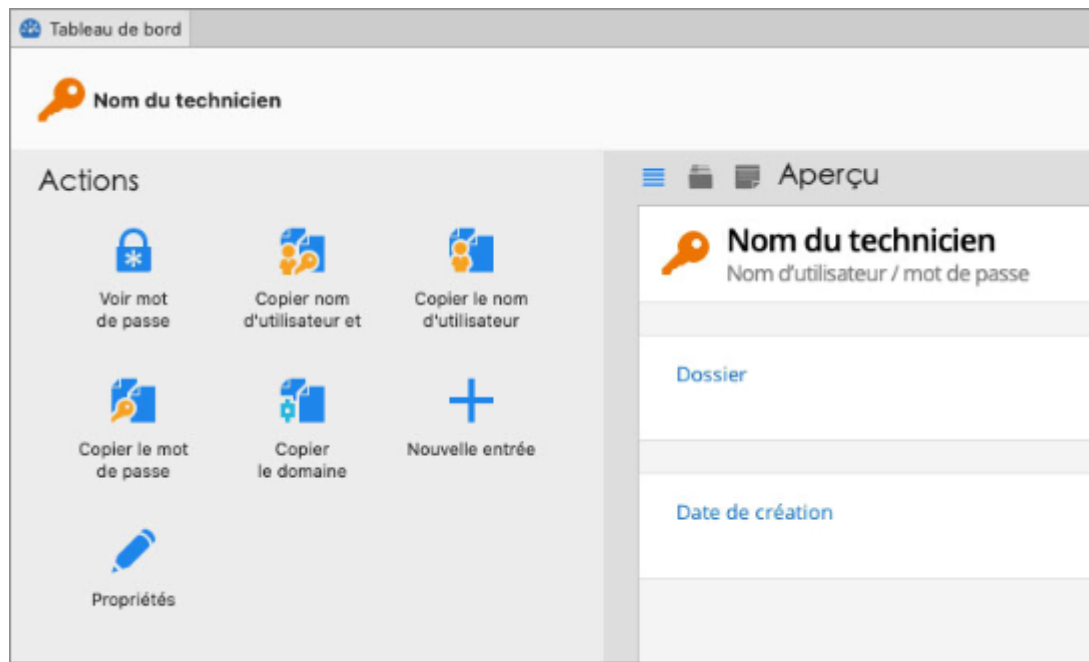 Tableau de bord
Nom du technicien
Actions
Voir mot
de passe
Copier nom
d'utilisateur et
Copier le nom
d'utilisateur
Copier le mot
de passe
Copier
le domaine
Nouvelle entrée
Propriétés
Aperçu
Nom du technicien
Nom d'utilisateur / mot de passe
Dossier
Date de création